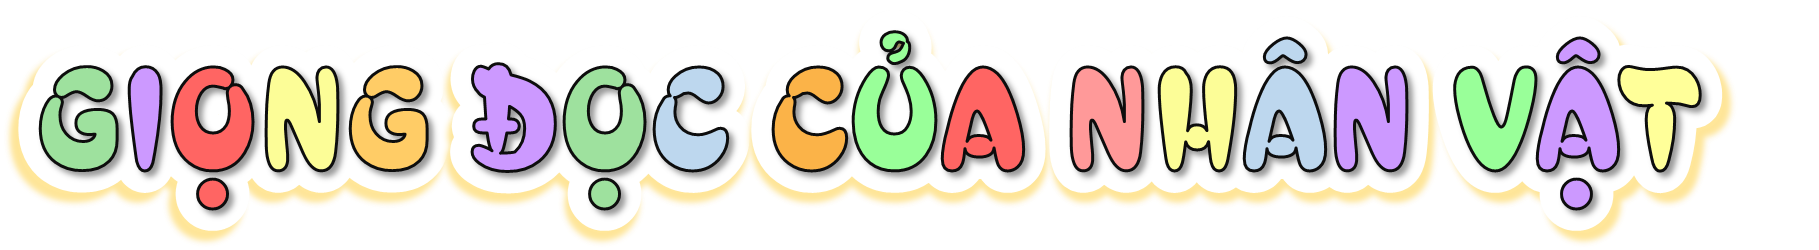 GIỌNG ĐỌC CỦA NHÂN VẬT